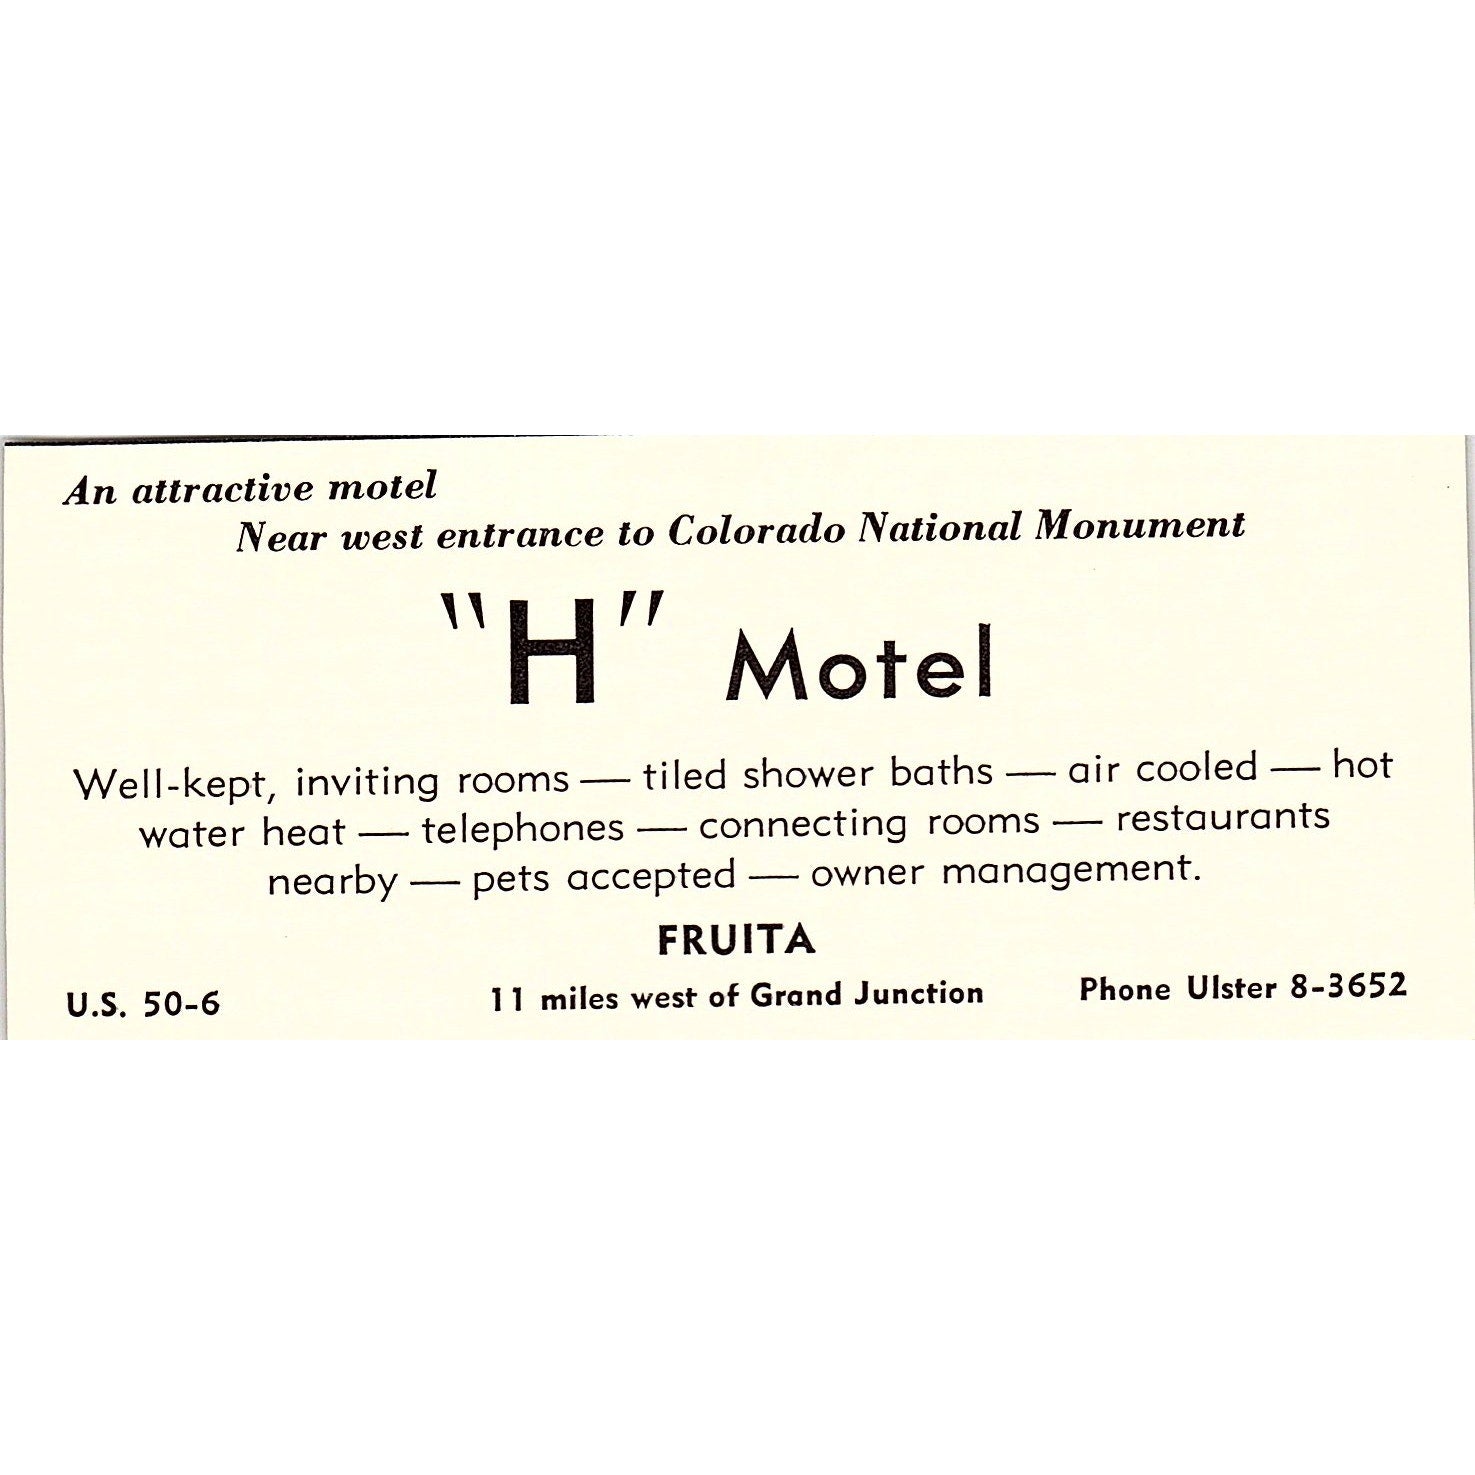 An attractive motel
Near west entrance to Colorado National Monument
"H" Motel
Well-kept, inviting rooms — tiled shower baths — air cooled — hot
water heat — telephones — connecting rooms — restaurants
nearby — pets accepted — owner management.
FRUITA
U.S. 50-6 11 miles west of Grand Junction Phone Ulster 8-3652